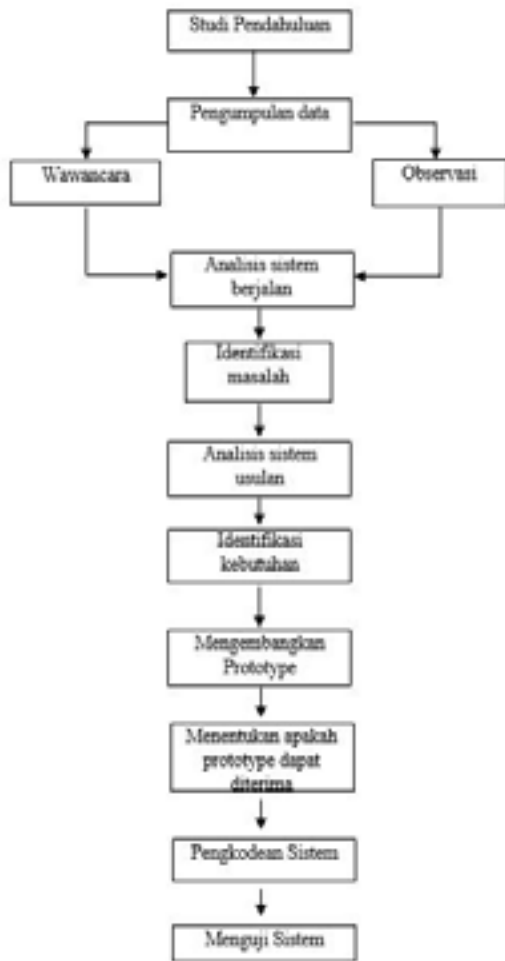 Studi Pendahuluan
Pengumpulan data
Wawancara
Observasi
Analisis sistem
berjalan
Identifikasi
masalah
Analisis sistem
usulan
Identifikasi
kebutuhan
Mengembangkan
Prototype
Menentukan apakah
prototype dapat
diterima
Pengkodean Sistem
Menguji Sistem